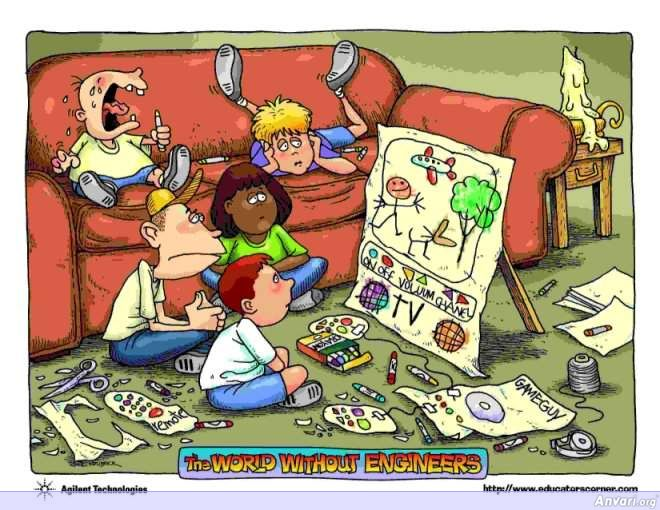 ON OFF VOLUUM CHANEL
TV
remote
GAMEGUY
The WORLD WITHOUT ENGINEERS
Agilent Technologies
http://www.educatorscorner.com
Anvari.org